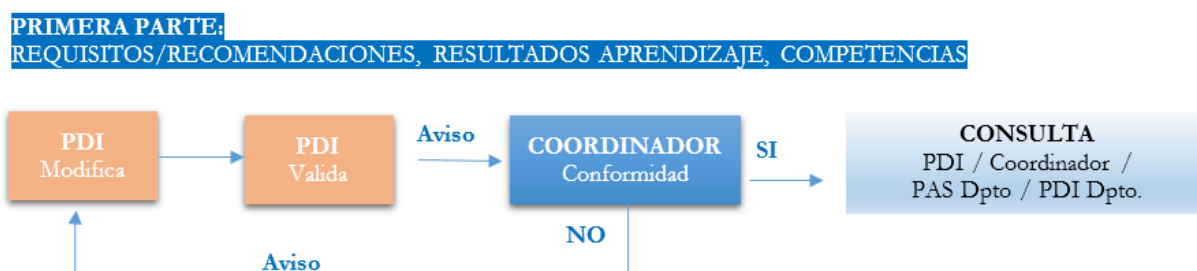 PRIMERA PARTE:
REQUISITOS/RECOMENDACIONES, RESULTADOS APRENDIZAJE, COMPETENCIAS
PDI
Modifica
PDI
Valida
Aviso
COORDINADOR
Conformidad
SI
CONSULTA
PDI / Coordinador /
PAS Dpto / PDI Dpto.
NO
Aviso